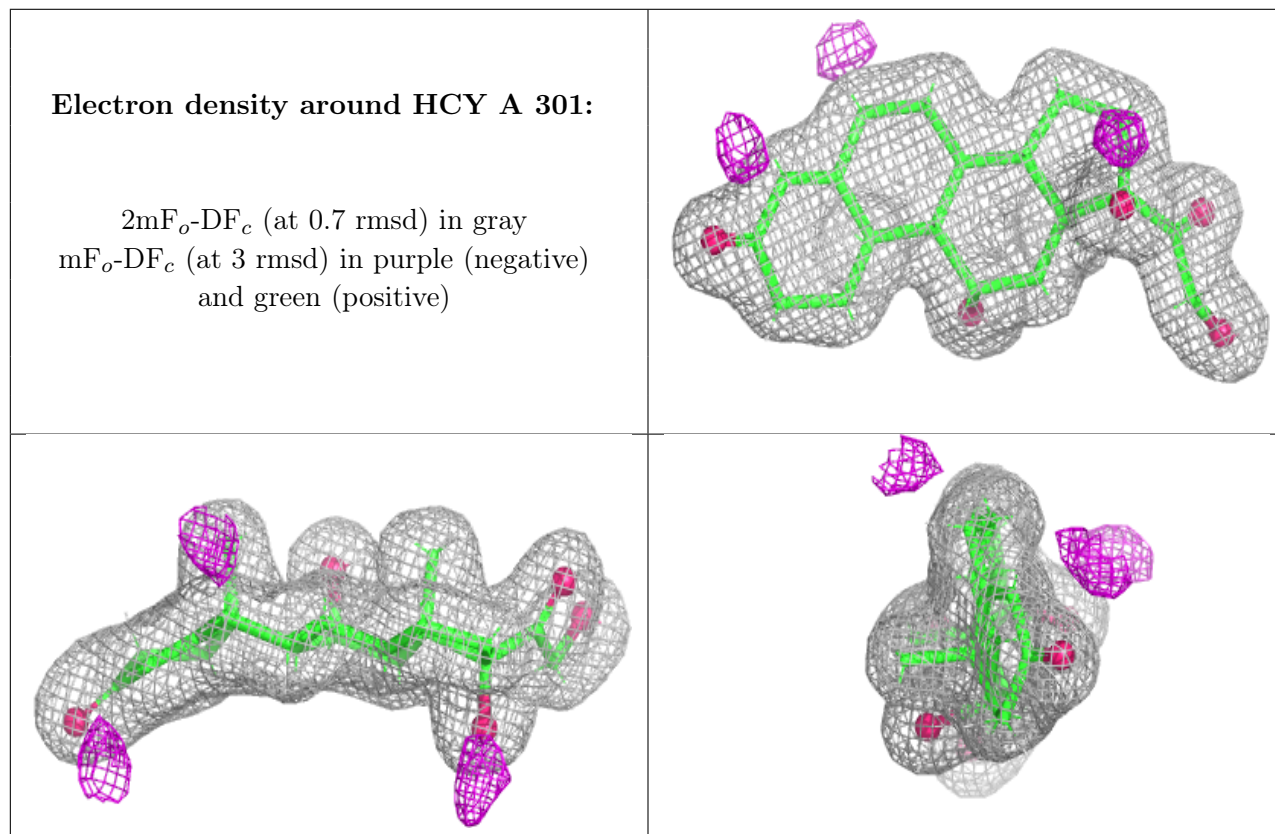 Electron density around HCY A 301:
2mFo-DFc (at 0.7 rmsd) in gray
mFo-DFc (at 3 rmsd) in purple (negative)
and green (positive)